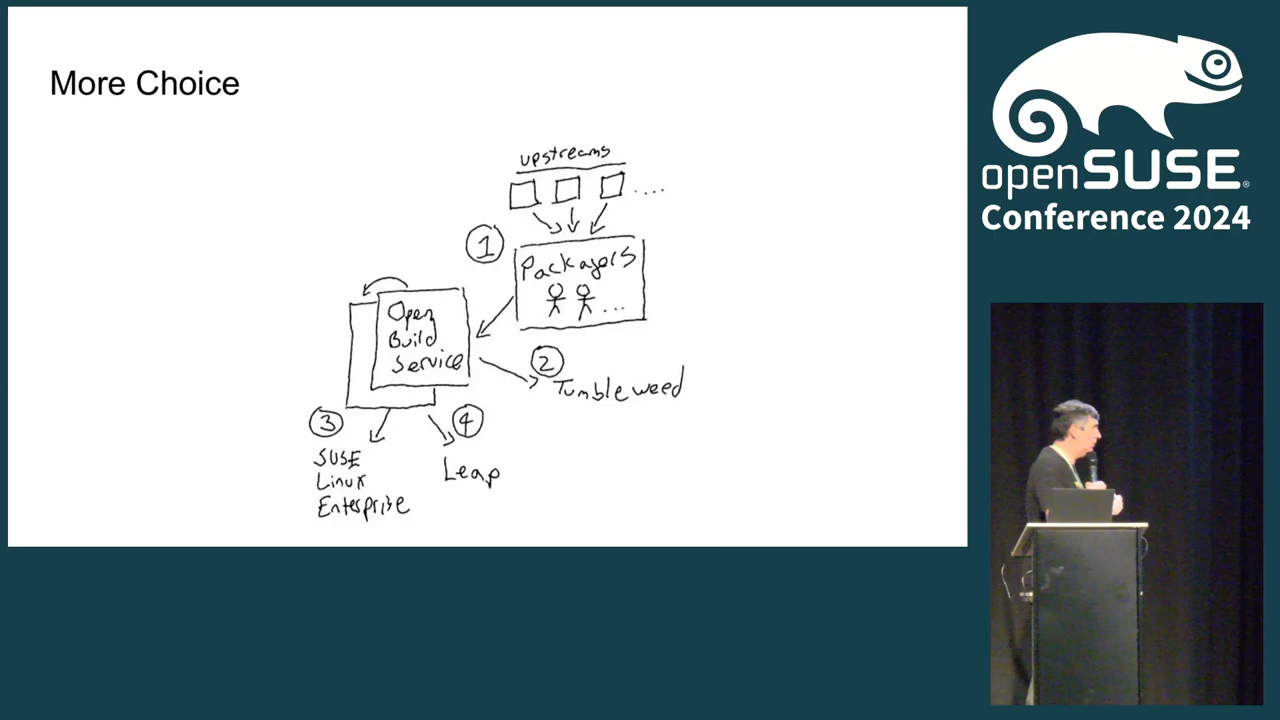 More Choice
upstreams
....
1
Packagers
...
Open
Build
Service
2
Tumbleweed
3
4
SUSE
Linux
Enterprise
Leap
openSUSE®
Conference 2024